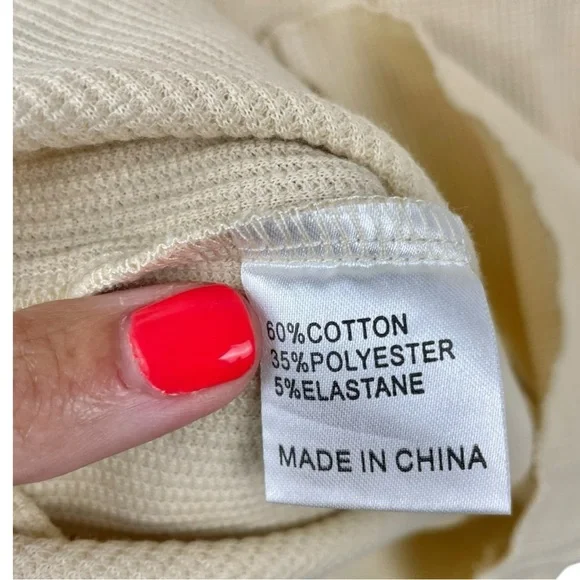 60%COTTON
35%POLYESTER
5%ELASTANE
MADE IN CHINA